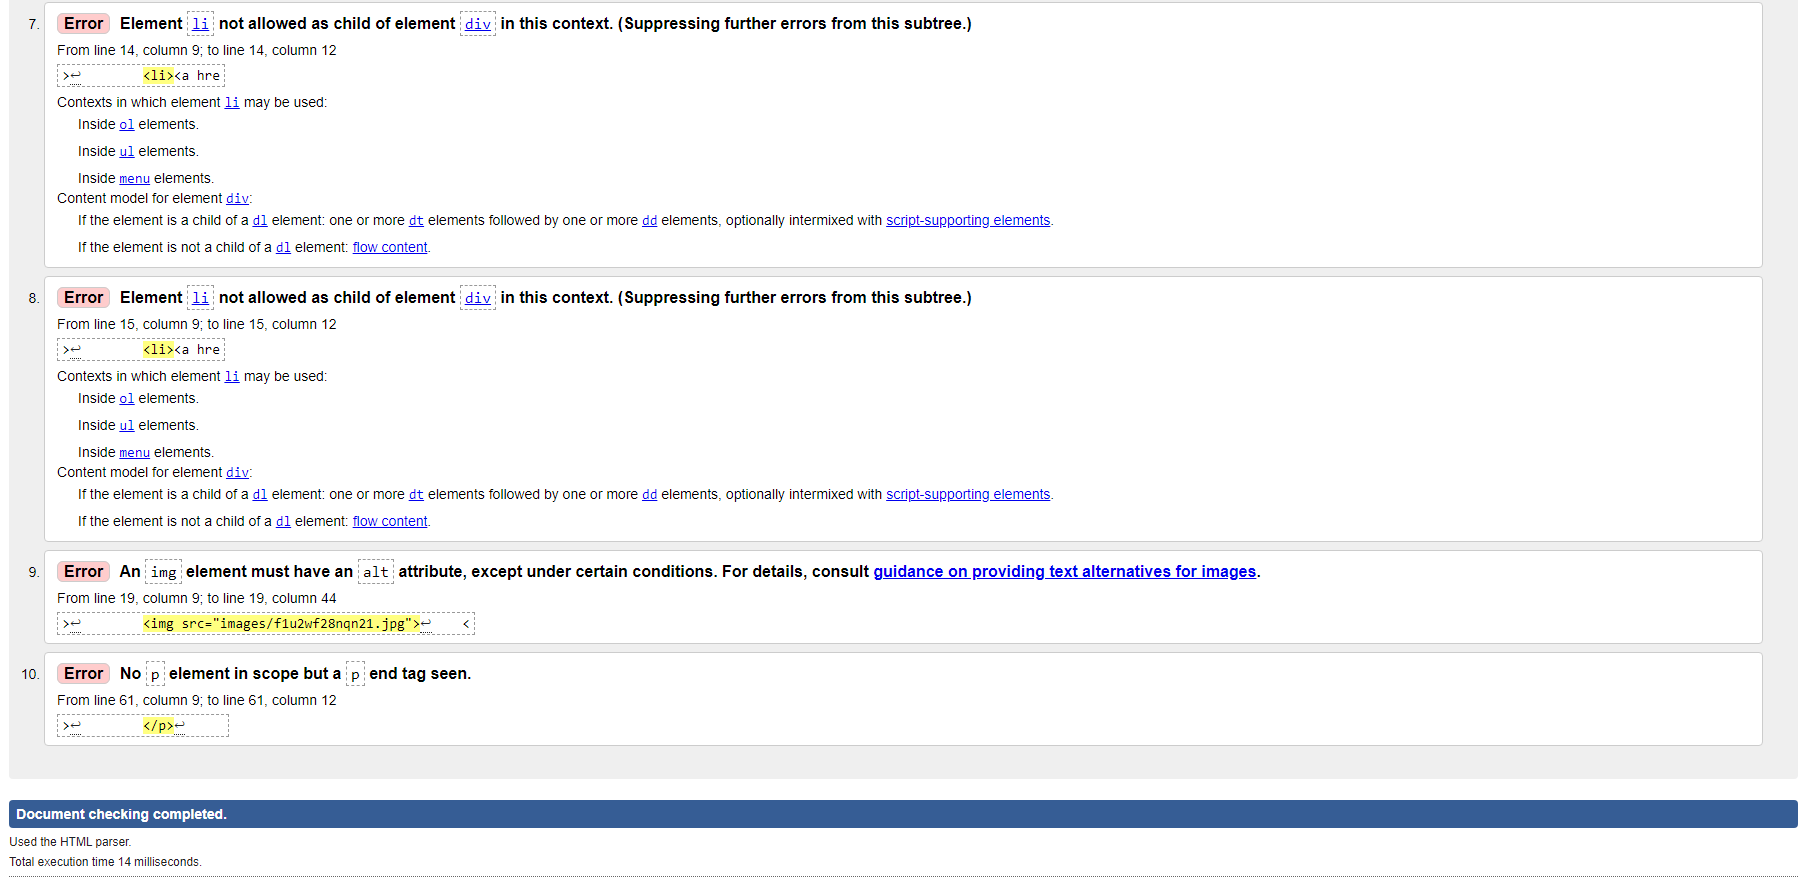 7. Error Element li not allowed as child of element div in this context. (Suppressing further errors from this subtree.)
From line 14, column 9; to line 14, column 12
>↩        <li><a hre
Contexts in which element li may be used:
Inside ol elements.
Inside ul elements.
Inside menu elements.
Content model for element div:
If the element is a child of a dl element: one or more dt elements followed by one or more dd elements, optionally intermixed with script-supporting elements.
If the element is not a child of a dl element: flow content.
8. Error Element li not allowed as child of element div in this context. (Suppressing further errors from this subtree.)
From line 15, column 9; to line 15, column 12
>↩        <li><a hre
Contexts in which element li may be used:
Inside ol elements.
Inside ul elements.
Inside menu elements.
Content model for element div:
If the element is a child of a dl element: one or more dt elements followed by one or more dd elements, optionally intermixed with script-supporting elements.
If the element is not a child of a dl element: flow content.
9. Error An img element must have an alt attribute, except under certain conditions. For details, consult guidance on providing text alternatives for images.
From line 19, column 9; to line 19, column 44
>↩        <img src="images/f1u2wf28nqn21.jpg">↩    <
10. Error No p element in scope but a p end tag seen.
From line 61, column 9; to line 61, column 12
>↩        </p>↩
Document checking completed.
Used the HTML parser.
Total execution time 14 milliseconds.